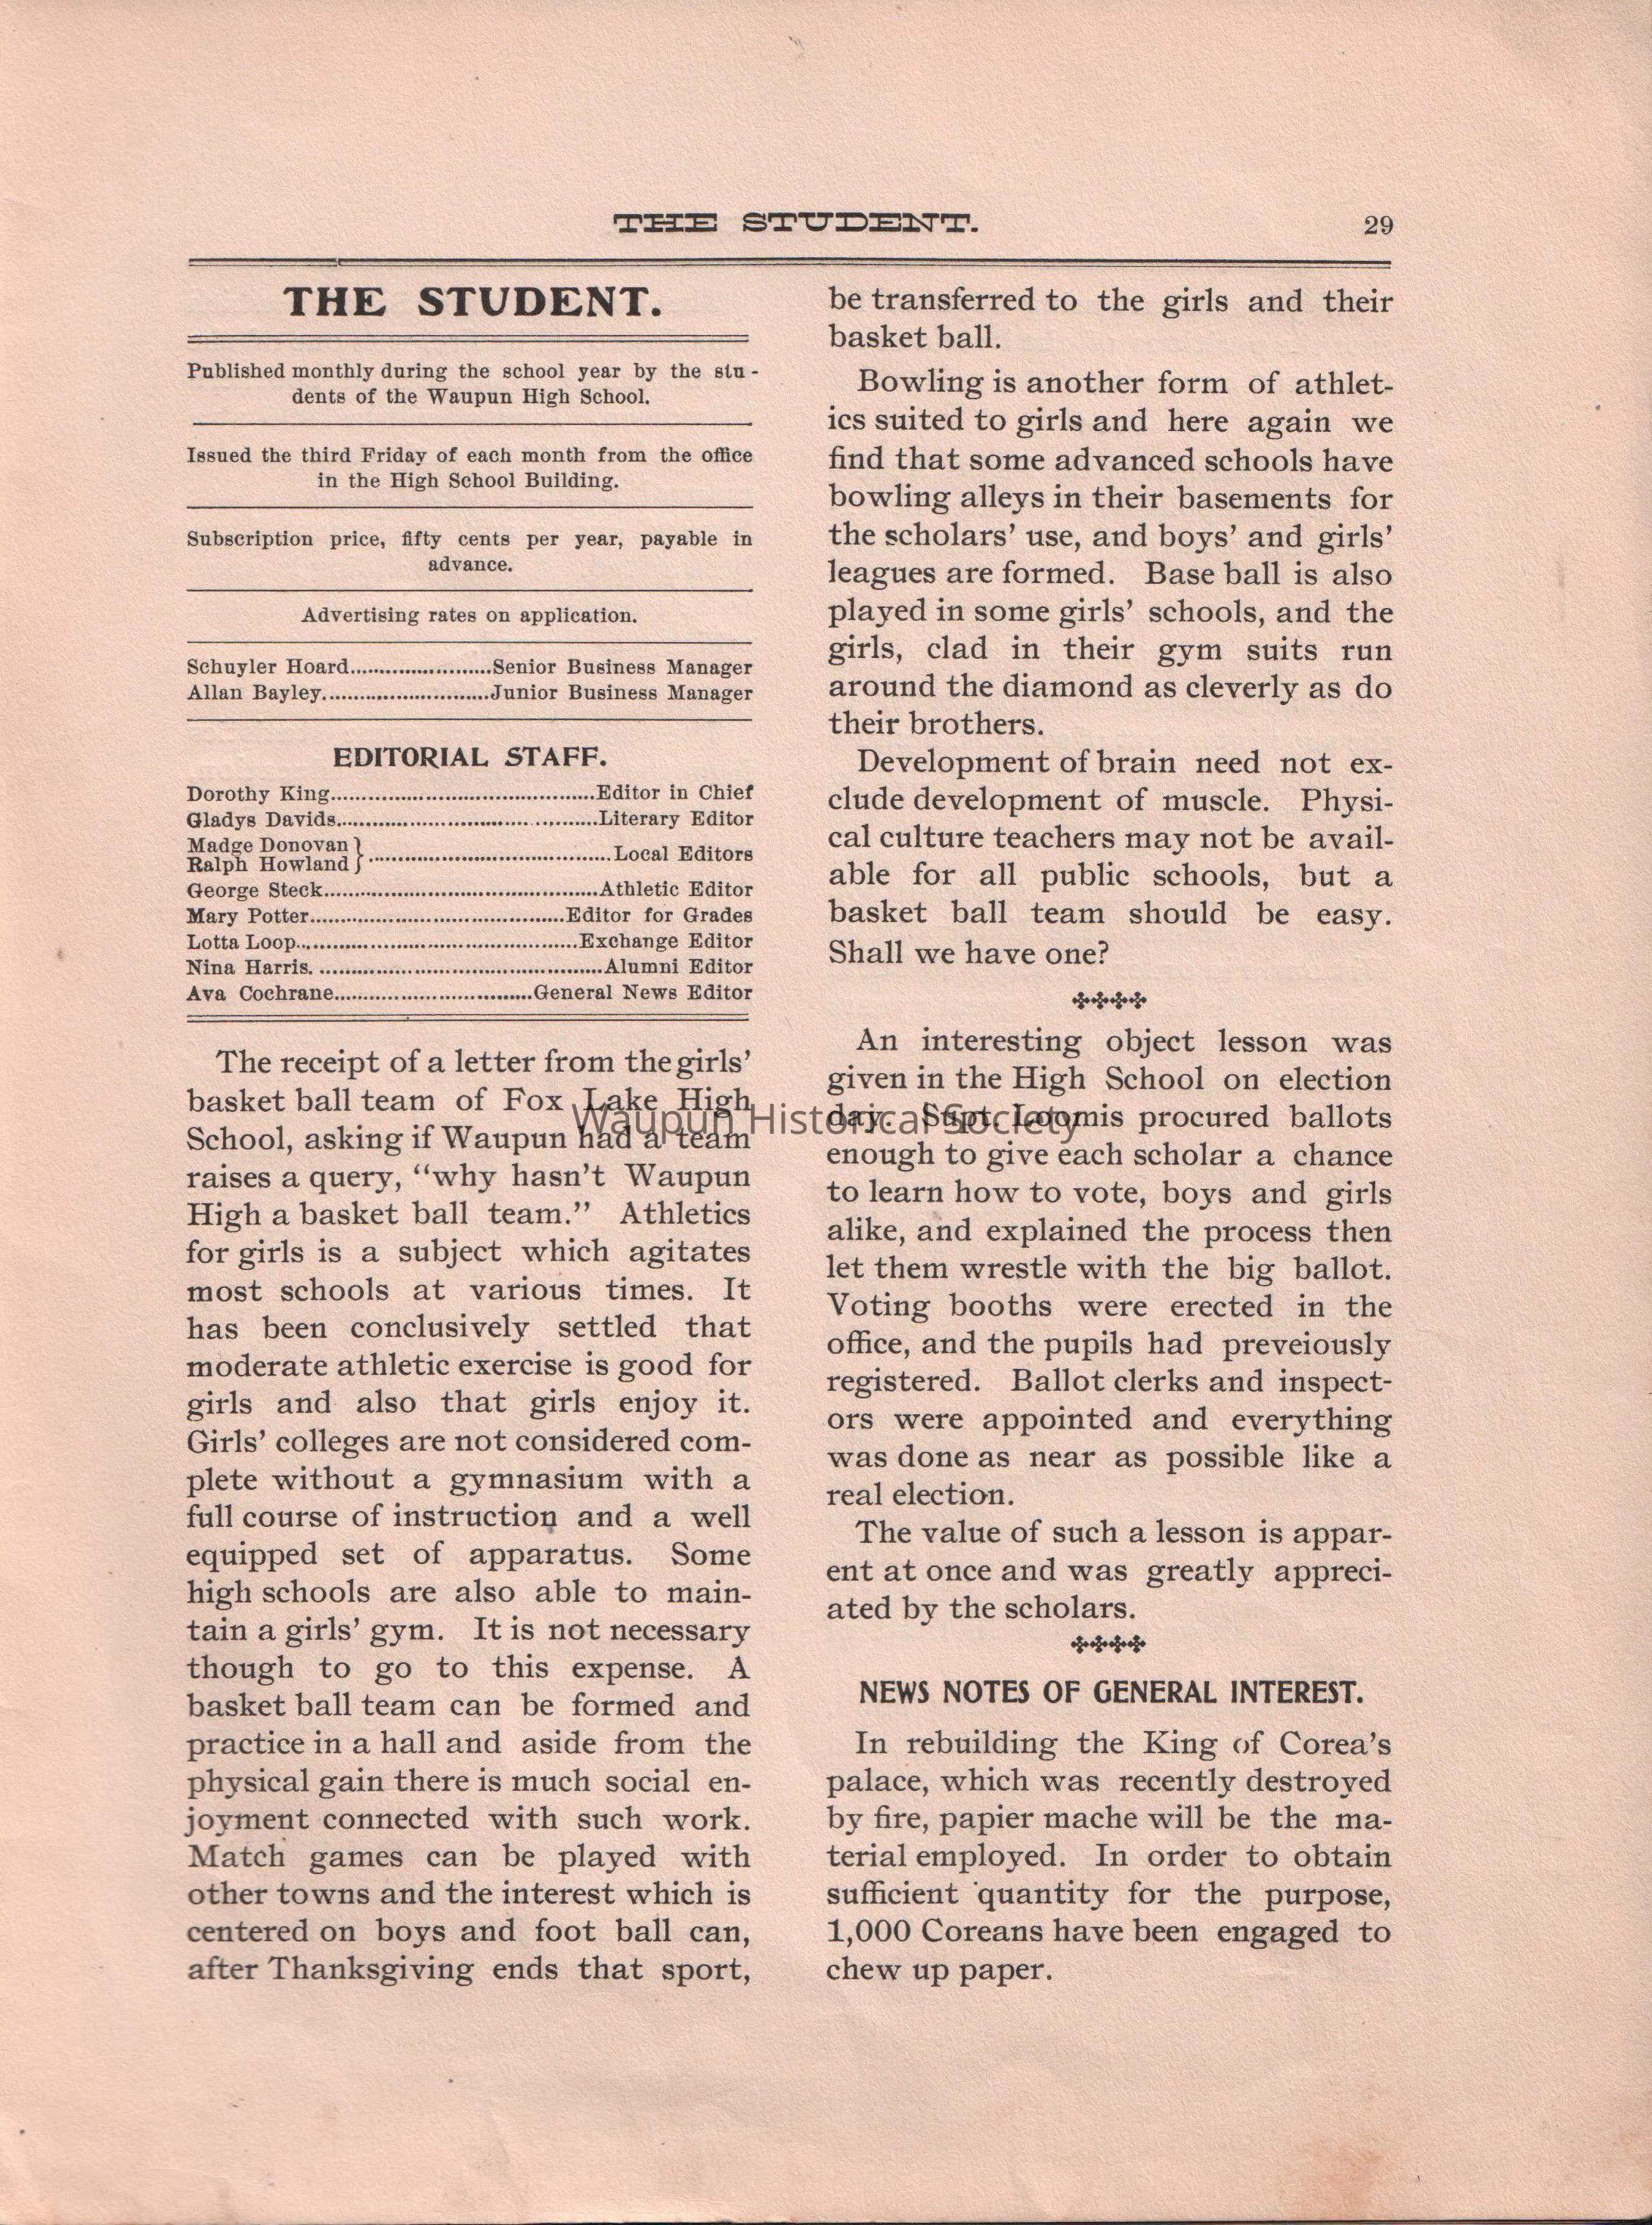 THE STUDENT.
29
THE STUDENT.
Published monthly during the school year by the stu-
dents of the Waupun High School.
Issued the third Friday of each month from the office
in the High School Building.
Subscription price, fifty cents per year, payable in
advance.
Advertising rates on application.
Schuyler Hoard.......................Senior Business Manager
Allan Bayley...........................Junior Business Manager
EDITORIAL STAFF.
Dorothy King...........................................Editor in Chief
Gladys Davids..........................................Literary Editor
Madge Donovan
Ralph Howland } .......................................Local Editors
George Steck............................................Athletic Editor
Mary Potter.........................................Editor for Grades
Lotta Loop.............................................Exchange Editor
Nina Harris. .............................................Alumni Editor
Ava Cochrane................................General News Editor
The receipt of a letter from the girls'
basket ball team of Fox Lake High
School, asking if Waupun had a team
raises a query, "why hasn't Waupun
High a basket ball team." Athletics
for girls is a subject which agitates
most schools at various times. It
has been conclusively settled that
moderate athletic exercise is good for
girls and also that girls enjoy it.
Girls' colleges are not considered com-
plete without a gymnasium with a
full course of instruction and a well
equipped set of apparatus. Some
high schools are also able to main-
tain a girls' gym. It is not necessary
though to go to this expense. A
basket ball team can be formed and
practice in a hall and aside from the
physical gain there is much social en-
joyment connected with such work.
Match games can be played with
other towns and the interest which is
centered on boys and foot ball can,
after Thanksgiving ends that sport,
be transferred to the girls and their
basket ball.
Bowling is another form of athlet-
ics suited to girls and here again we
find that some advanced schools have
bowling alleys in their basements for
the scholars' use, and boys' and girls'
leagues are formed. Base ball is also
played in some girls' schools, and the
girls, clad in their gym suits run
around the diamond as cleverly as do
their brothers.
Development of brain need not ex-
clude development of muscle. Physi-
cal culture teachers may not be avail-
able for all public schools, but a
basket ball team should be easy.
Shall we have one?
An interesting object lesson was
given in the High School on election
day. Supt. Loomis procured ballots
enough to give each scholar a chance
to learn how to vote, boys and girls
alike, and explained the process then
let them wrestle with the big ballot.
Voting booths were erected in the
office, and the pupils had preveiously
registered. Ballot clerks and inspect-
ors were appointed and everything
was done as near as possible like a
real election.
The value of such a lesson is appar-
ent at once and was greatly appreci-
ated by the scholars.
NEWS NOTES OF GENERAL INTEREST.
In rebuilding the King of Corea's
palace, which was recently destroyed
by fire, papier mache will be the ma-
terial employed. In order to obtain
sufficient quantity for the purpose,
1,000 Coreans have been engaged to
chew up paper.
Waupun Historical Society